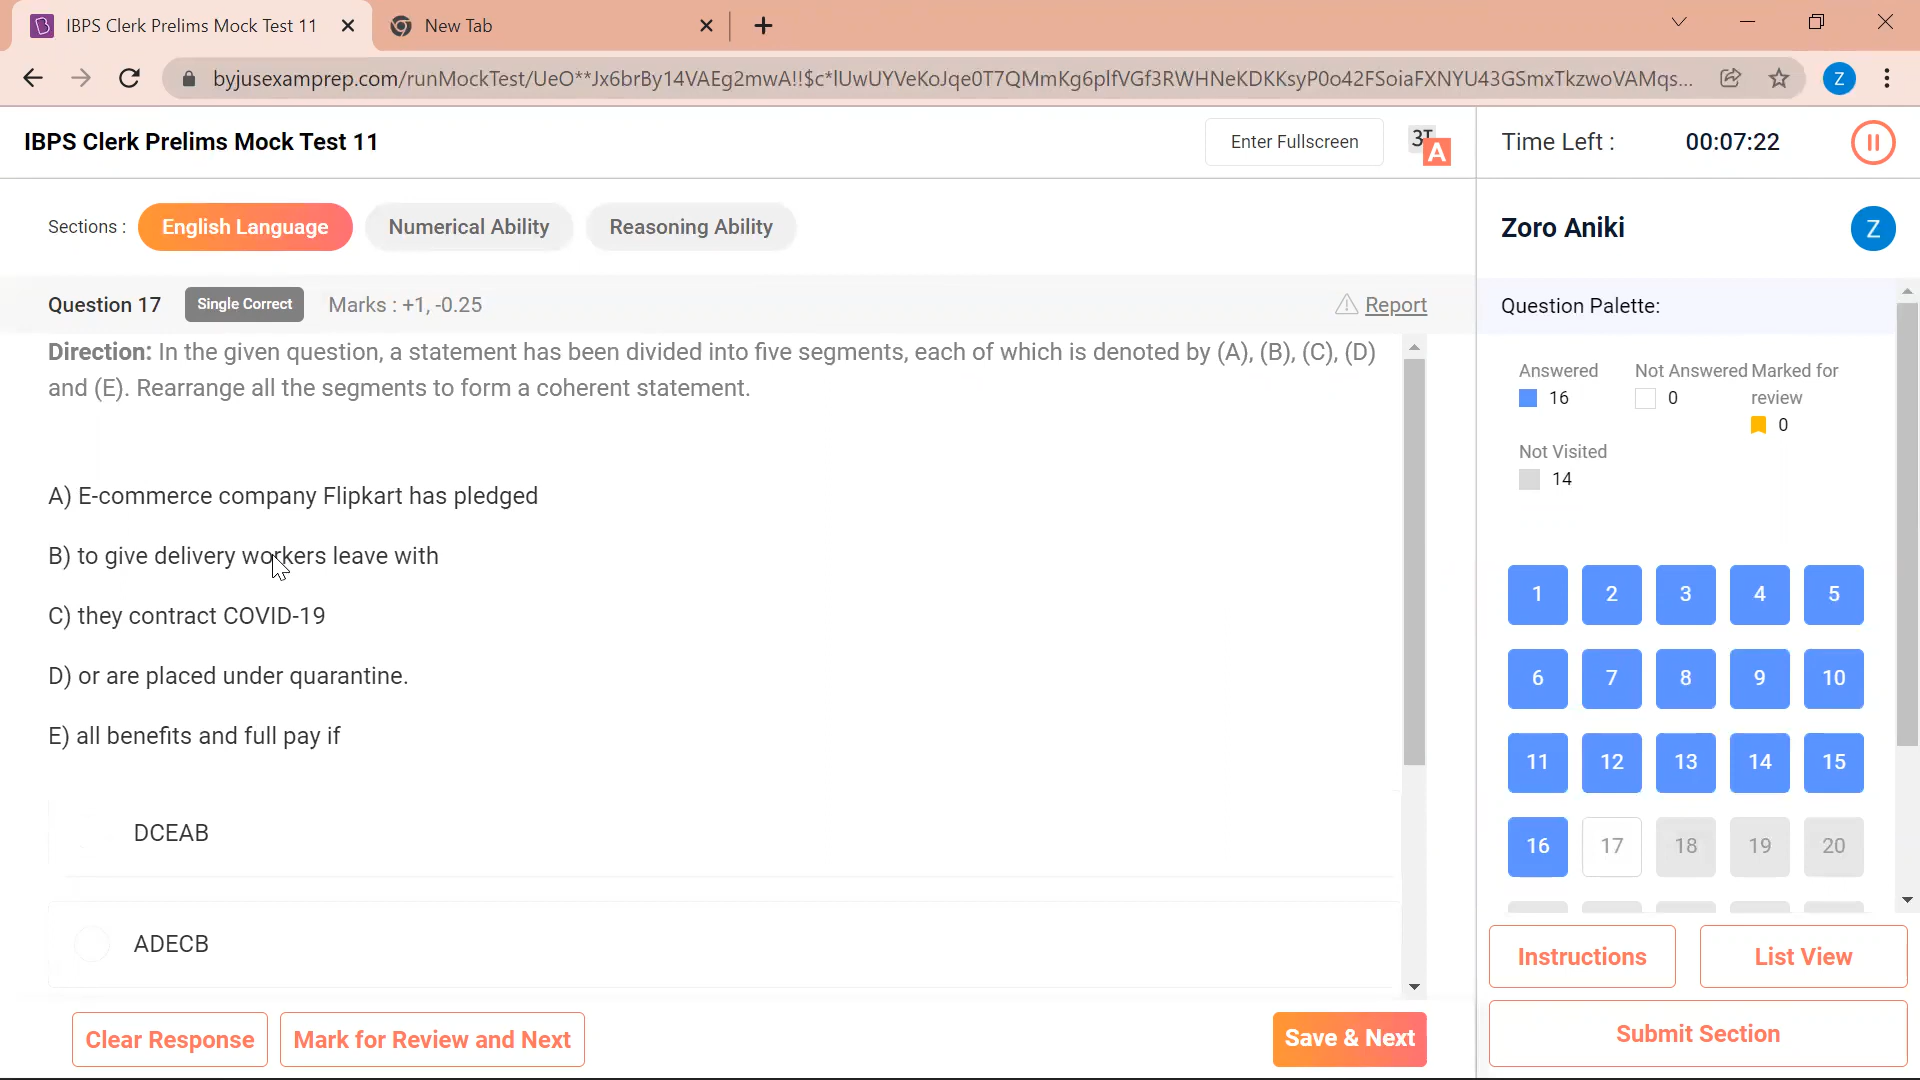 IBPS Clerk Prelims Mock Test 11
New Tab
byjusexamprep.com/runMockTest/UeO**Jx6brBy14VAEg2mwA!!$c*lUwUYVeKoJqe0T7QMmKg6plfVGf3RWHNeKDKKsyP0o42FSoiaFXNYU43GSmxTkzwoVAMqs...
Z
IBPS Clerk Prelims Mock Test 11
Enter Fullscreen
A
Time Left :
00:07:22
Sections :
English Language
Numerical Ability
Reasoning Ability
Zoro Aniki
Z
Question 17
Single Correct
Marks : +1, -0.25
Report
Question Palette:
Direction: In the given question, a statement has been divided into five segments, each of which is denoted by (A), (B), (C), (D)
and (E). Rearrange all the segments to form a coherent statement.
A) E-commerce company Flipkart has pledged
B) to give delivery workers leave with
C) they contract COVID-19
D) or are placed under quarantine.
E) all benefits and full pay if
DCEAB
ADECB
Answered
16
Not Answered
0
Marked for
review
0
Not Visited
14
1 2 3 4 5
6 7 8 9 10
11 12 13 14 15
16 17 18 19 20
Instructions
List View
Clear Response
Mark for Review and Next
Save & Next
Submit Section